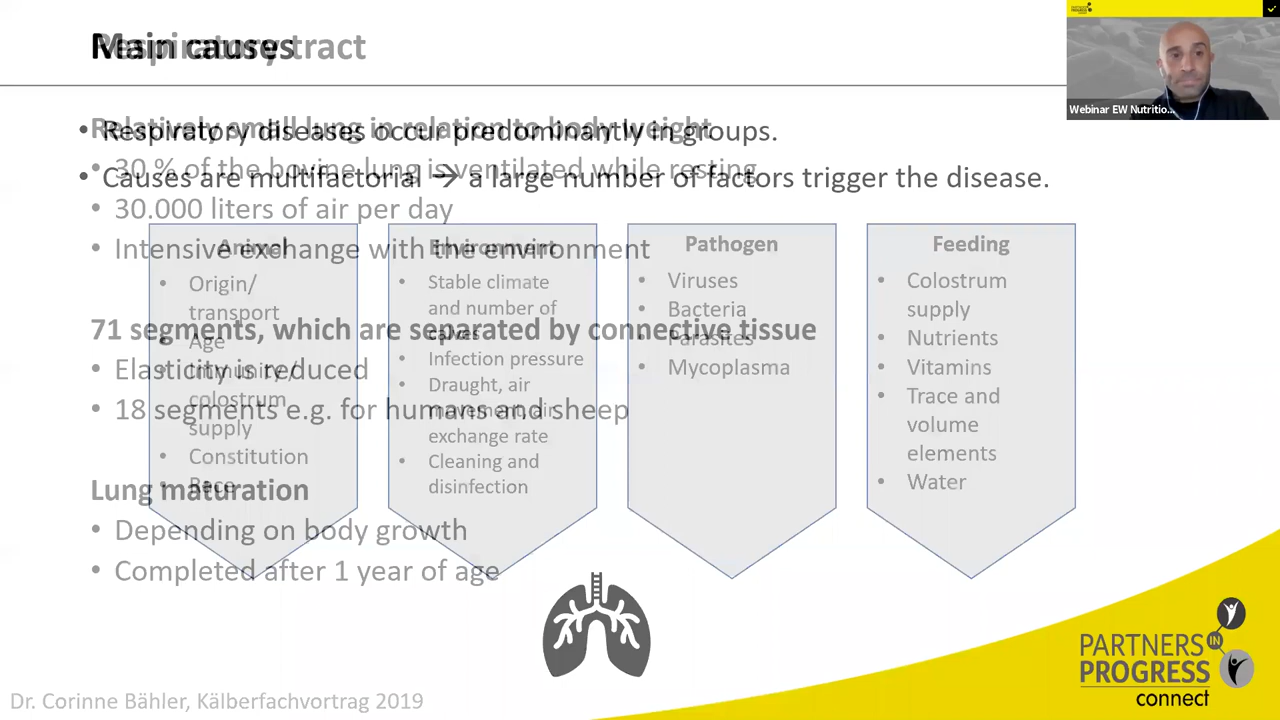 Main causes
Respiratory tract
• Respiratory diseases occur predominantly in groups.
• Causes are multifactorial → a large number of factors trigger the disease.
Relatively small lung in relation to body weight
• 30 % of the bovine lung is ventilated while resting
• 30.000 liters of air per day
• Intensive exchange with the environment
71 segments, which are separated by connective tissue
• Elasticity is reduced
• 18 segments e.g. for humans and sheep
Lung maturation
• Depending on body growth
• Completed after 1 year of age
Animal
• Origin/
transport
• Age
• Immunity /
colostrum
supply
• Constitution
• Race
Environment
• Stable climate
and number of
calves
• Infection pressure
• Draught, air
movement, air
exchange rate
• Cleaning and
disinfection
Pathogen
• Viruses
• Bacteria
• Parasites
• Mycoplasma
Feeding
• Colostrum
supply
• Nutrients
• Vitamins
• Trace and
volume
elements
• Water
Webinar EW Nutritio...
PARTNERS IN
PROGRESS
connect
Dr. Corinne Bähler, Kälberfachvortrag 2019